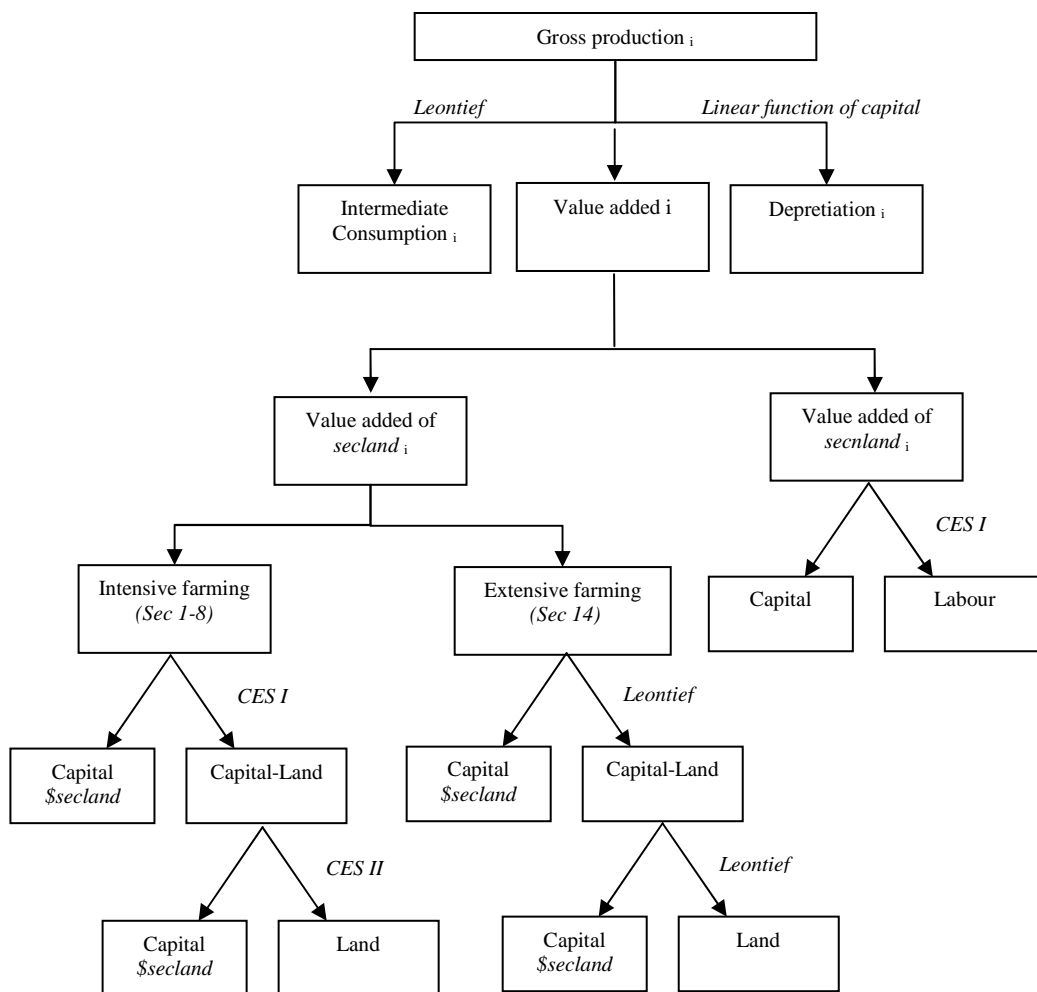 Gross production i
Leontief
Linear function of capital
Intermediate
Consumption i
Value added i
Depretiation i
Value added of
secland i
Value added of
secnland i
CES I
Intensive farming
(Sec 1-8)
Extensive farming
(Sec 14)
Capital
Labour
CES I
Leontief
Capital
$secland
Capital-Land
Capital
$secland
Capital-Land
CES II
Leontief
Capital
$secland
Land
Capital
$secland
Land